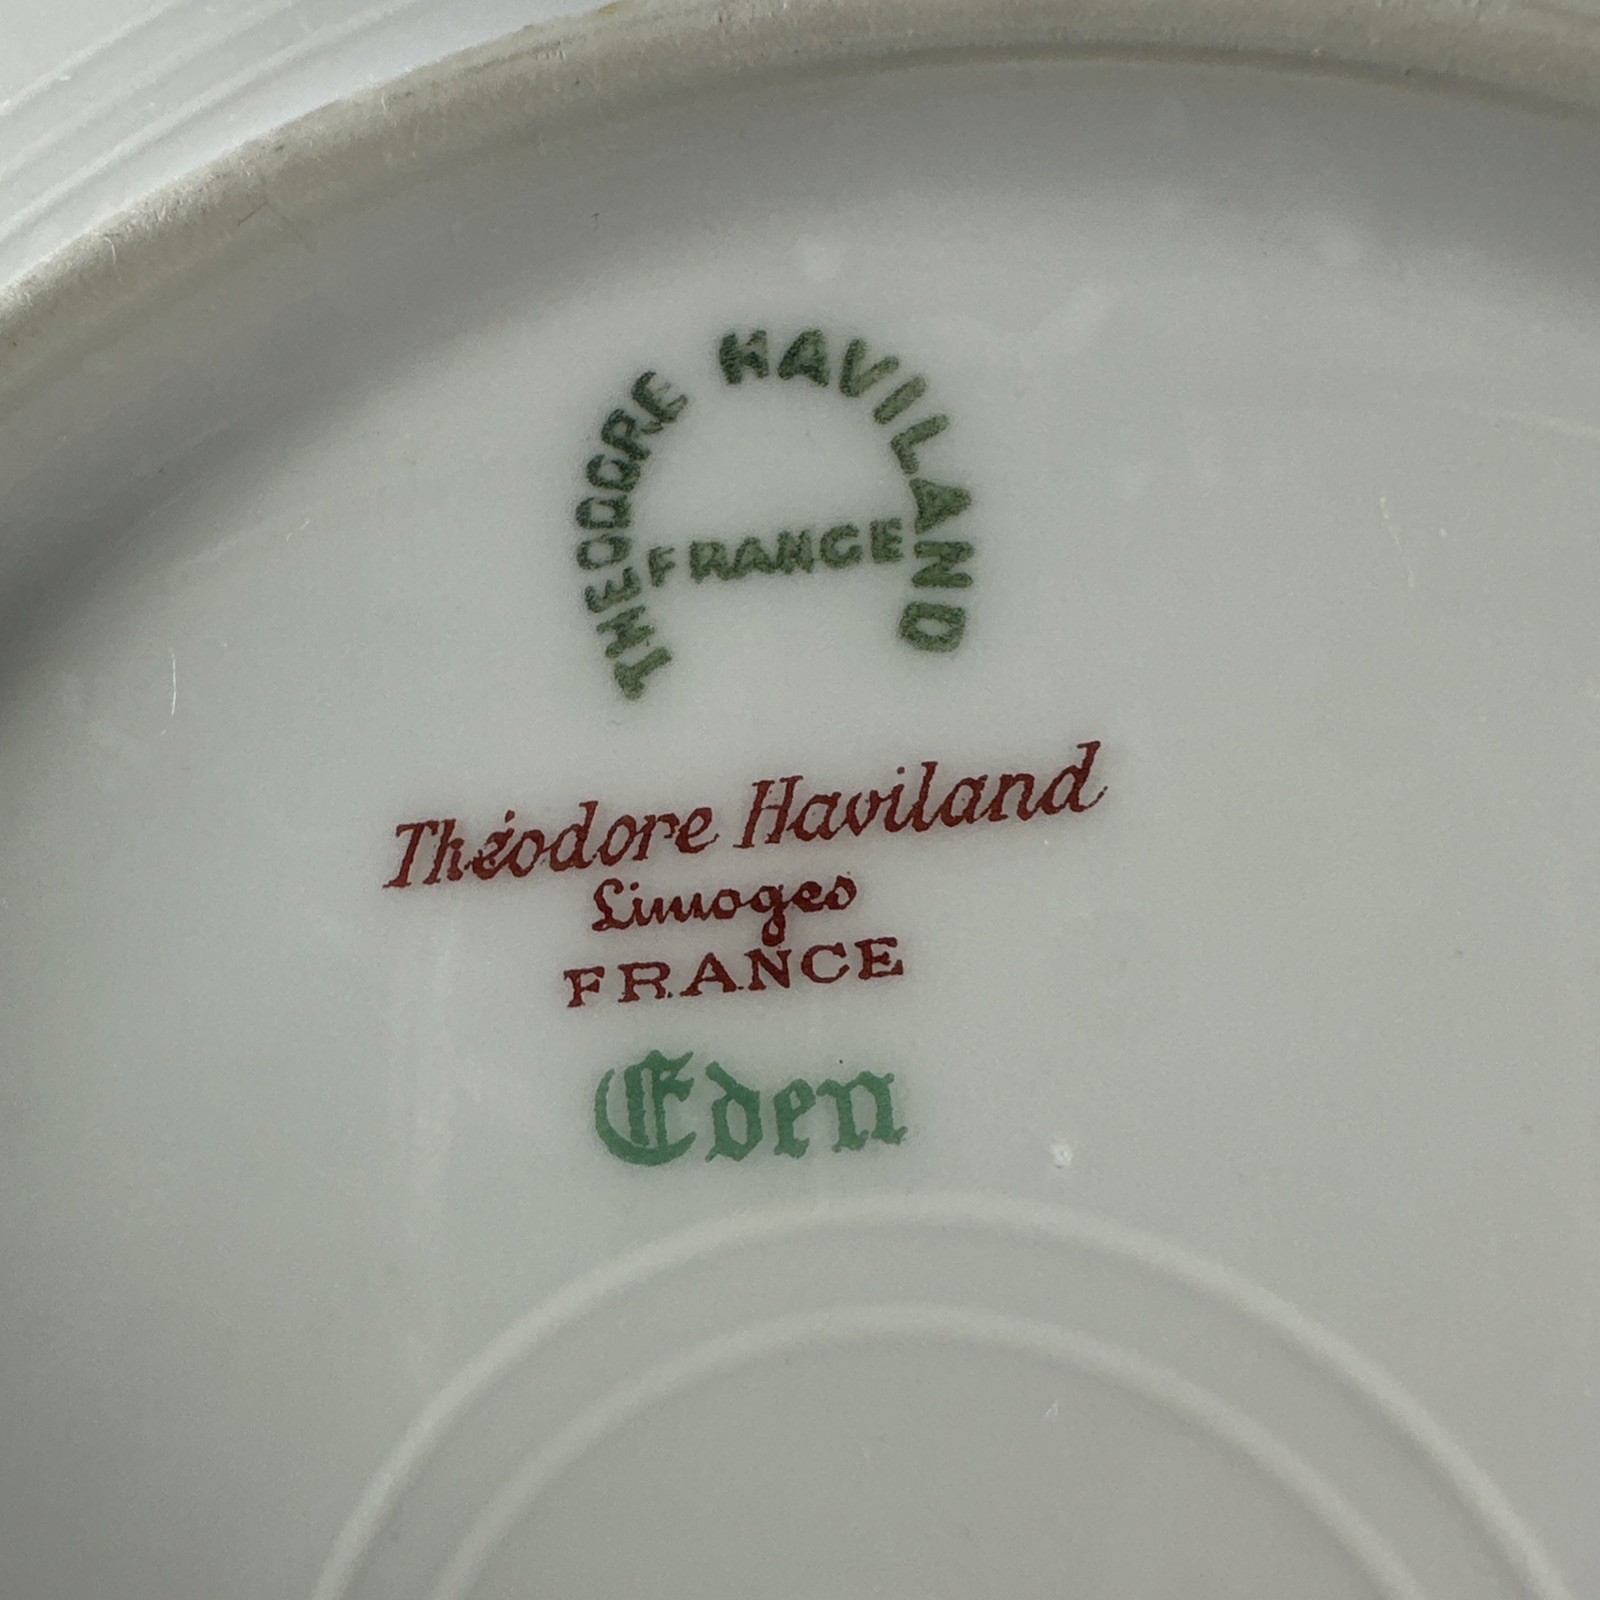 THEODORE HAVILAND
FRANCE
Théodore Haviland
Limoges
FRANCE
Eden